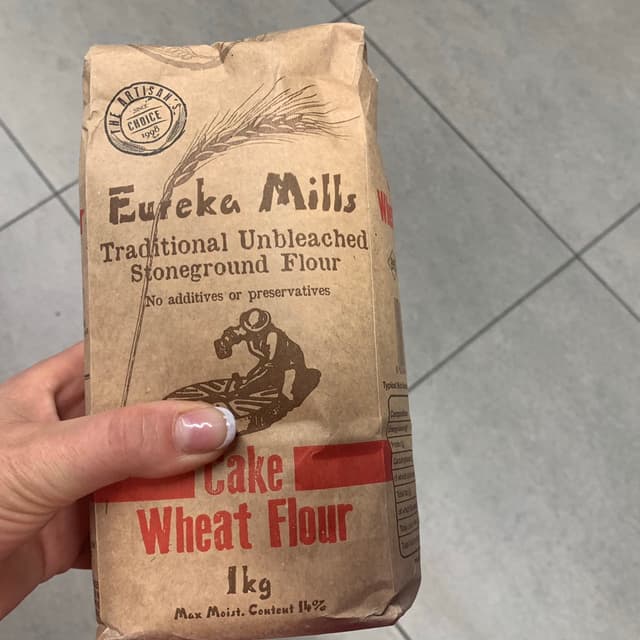 THE ARTISAN'S
SINCE
CHOICE
1998
Eureka Mills
Traditional Unbleached
Stoneground Flour
No additives or preservatives
Cake
Wheat Flour
1kg
Max Moist. Content 14%